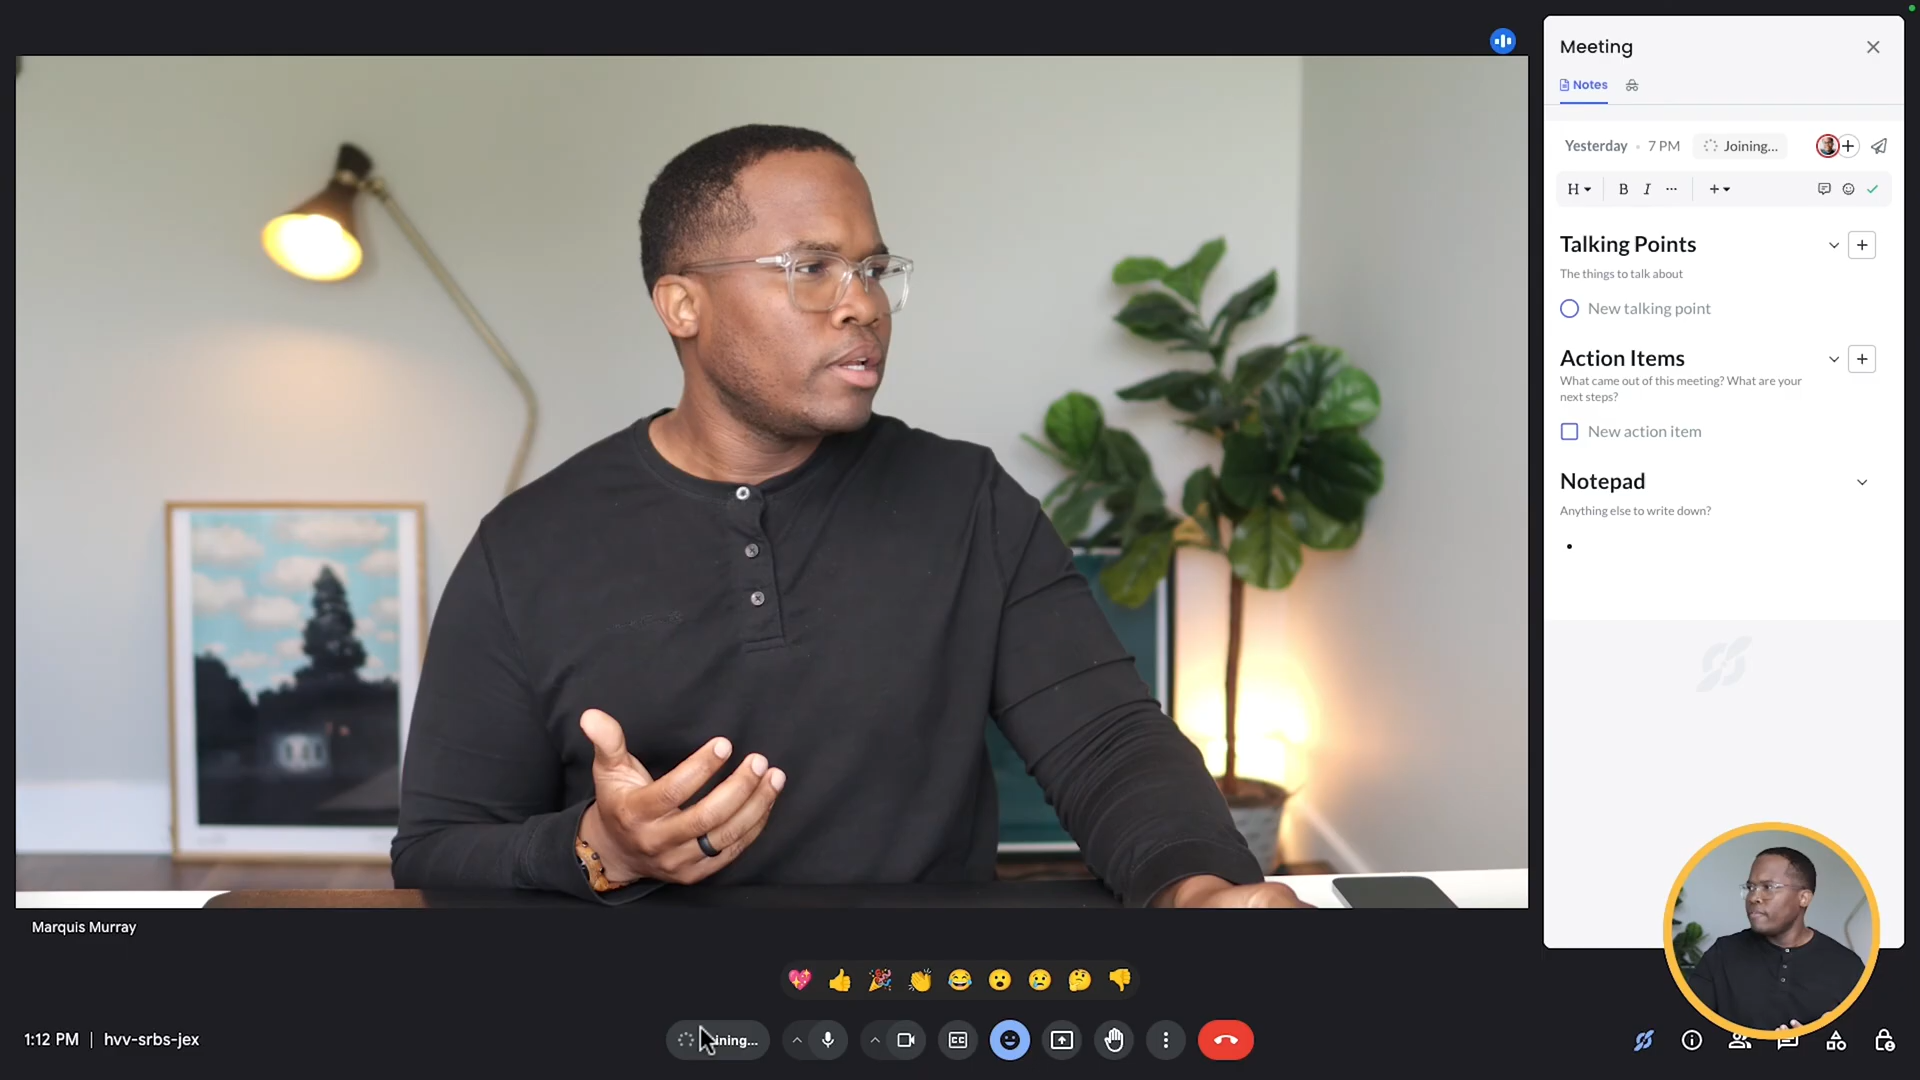 Meeting
Notes
Yesterday • 7 PM Joining...
H B I ... +
Talking Points
The things to talk about
New talking point
Action Items
What came out of this meeting? What are your
next steps?
New action item
Notepad
Anything else to write down?
Marquis Murray
1:12 PM | hvv-srbs-jex
ining...